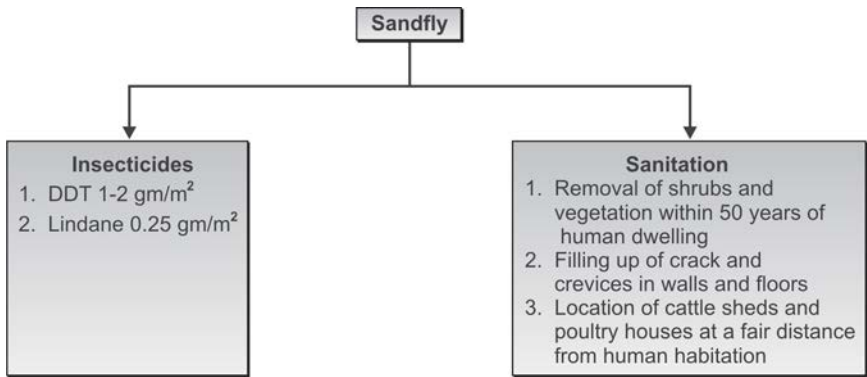 Sandfly
Insecticides
1. DDT 1-2 gm/m²
2. Lindane 0.25 gm/m²
Sanitation
1. Removal of shrubs and
vegetation within 50 years of
human dwelling
2. Filling up of crack and
crevices in walls and floors
3. Location of cattle sheds and
poultry houses at a fair distance
from human habitation